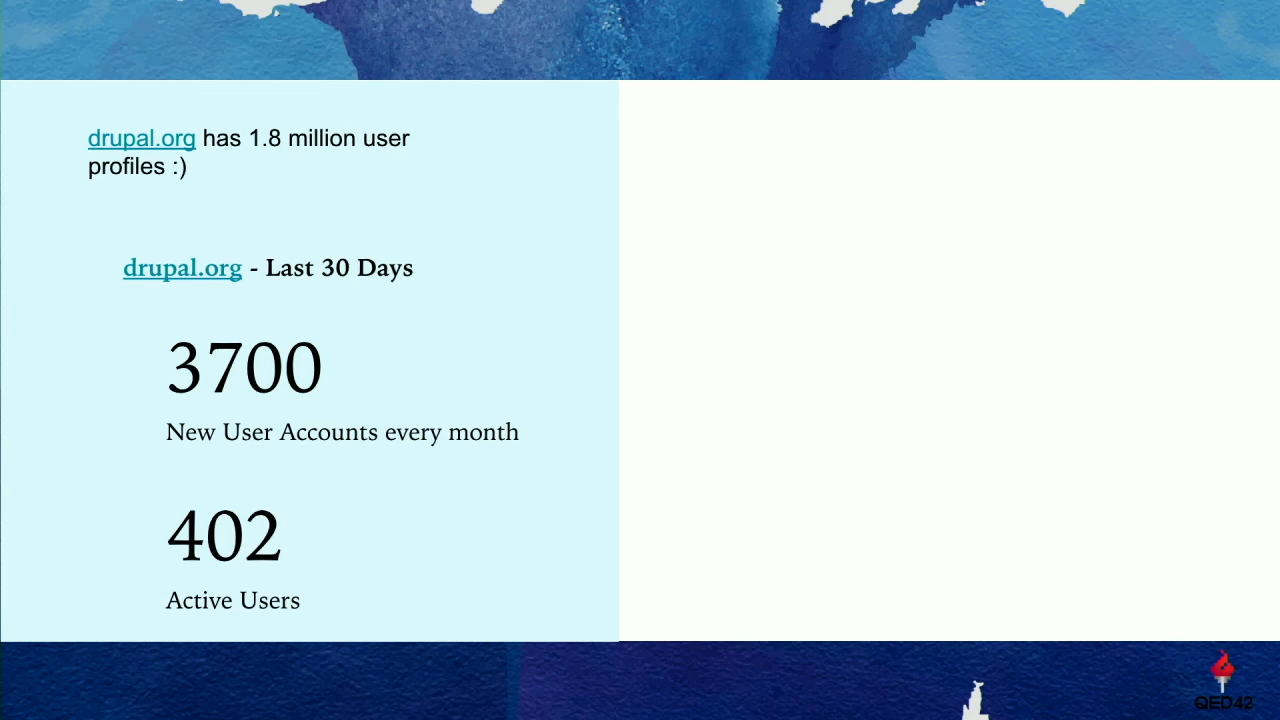 drupal.org has 1.8 million user
profiles :)
drupal.org - Last 30 Days
3700
New User Accounts every month
402
Active Users
QED42